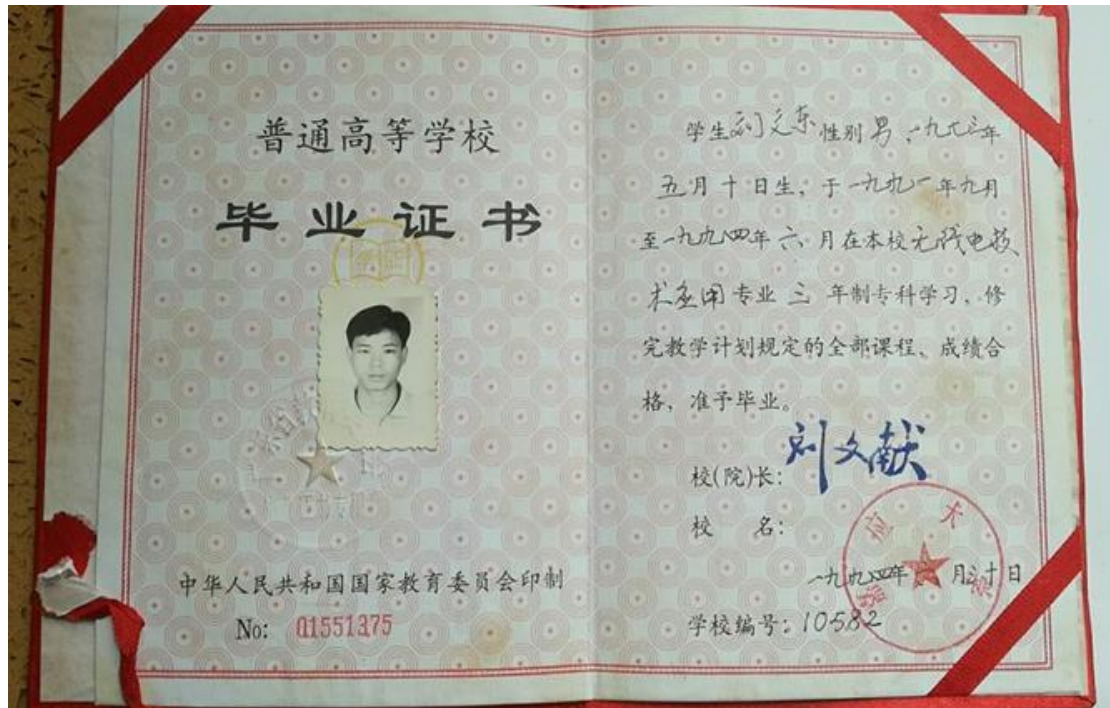 普通高等学校
毕业证书
中华人民共和国国家教育委员会印制
No: 01551375
学生刘文东性别男,一九七三年
五月十日生、于一九九一年九月
至一九九四年六月在本校无线电技
术应用专业三年制专科学习、修
完教学计划规定的全部课程、成绩合
格、准予毕业。
校(院)长: 刘文献
校名:
嘉应大学
一九九四年六月三十日
学校编号: 10582